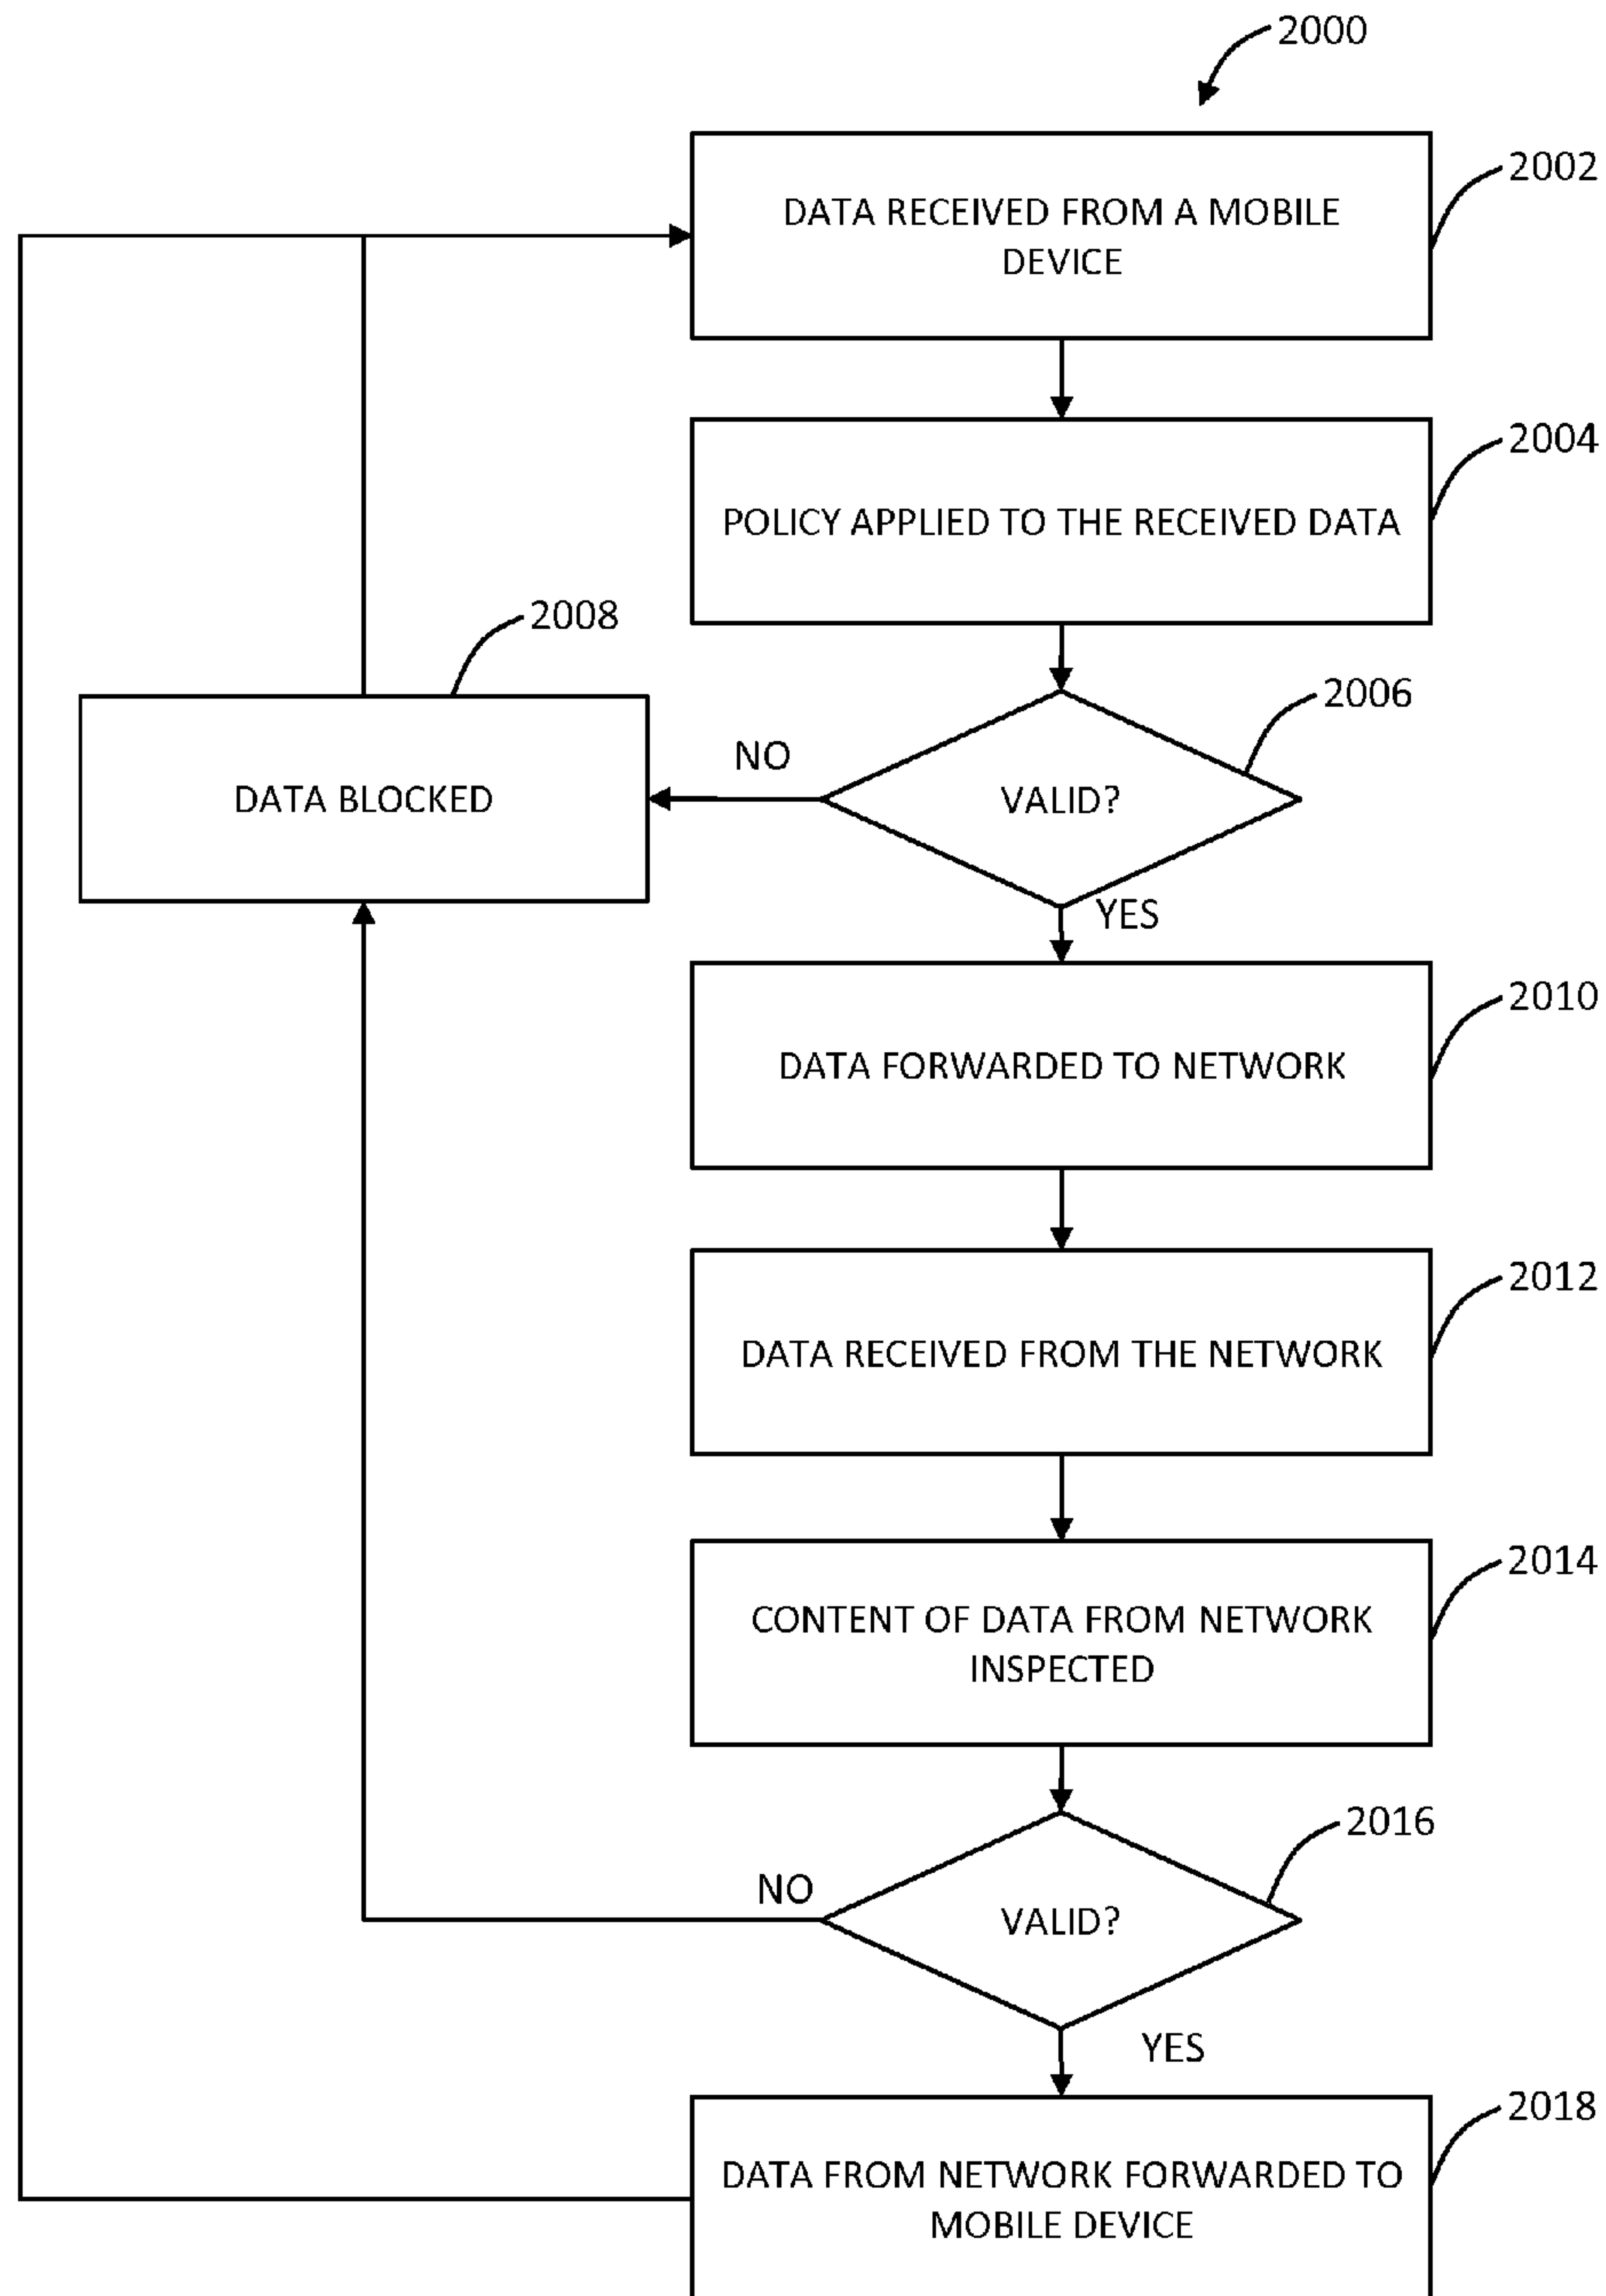 2000
2002
DATA RECEIVED FROM A MOBILE
DEVICE
2004
POLICY APPLIED TO THE RECEIVED DATA
2008
2006
NO
DATA BLOCKED
VALID?
YES
2010
DATA FORWARDED TO NETWORK
2012
DATA RECEIVED FROM THE NETWORK
2014
CONTENT OF DATA FROM NETWORK
INSPECTED
2016
NO
VALID?
YES
2018
DATA FROM NETWORK FORWARDED TO
MOBILE DEVICE